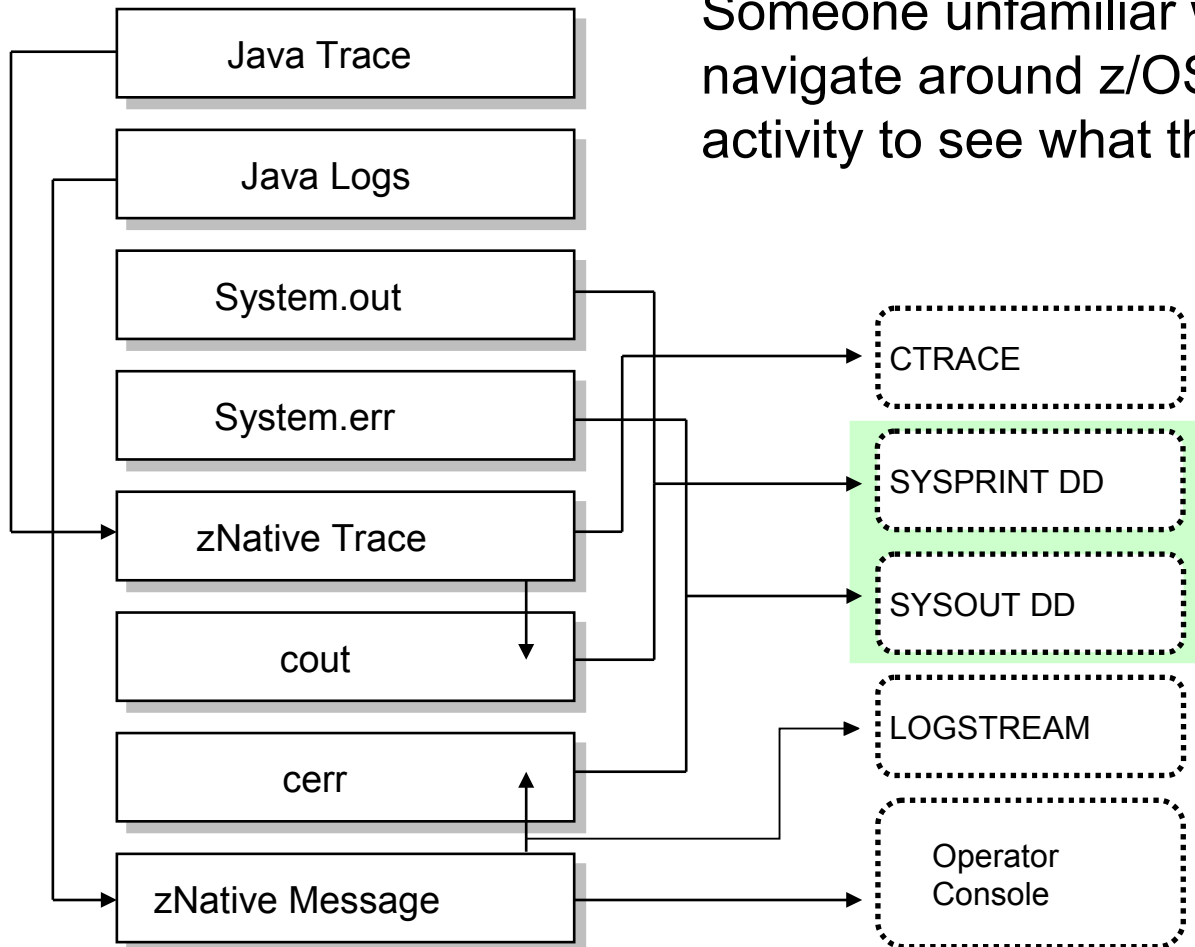 Someone unfamiliar
navigate around z/OS
activity to see what
Java Trace
Java Logs
System.out
System.err
zNative Trace
cout
cerr
zNative Message
CTRACE
SYSPRINT DD
SYSOUT DD
LOGSTREAM
Operator
Console